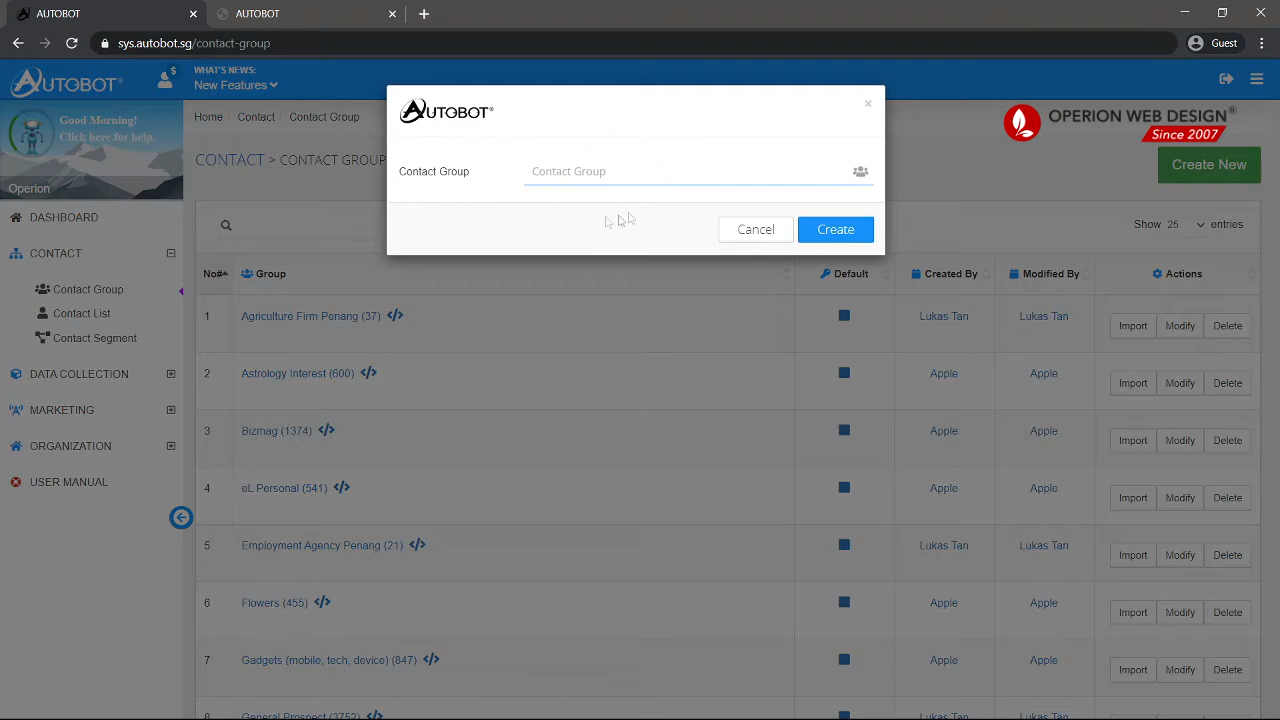 AUTOBOT
AUTOBOT
sys.autobot.sg/contact-group
Guest
AUTOBOT®
$
WHAT'S NEWS:
New Features
Good Morning!
Click here for help.
Operion
Home
Contact
Contact Group
CONTACT > CONTACT GROUP
OPERION WEB DESIGN®
Since 2007
Create New
AUTOBOT®
×
Contact Group
Contact Group
Cancel
Create
DASHBOARD
CONTACT
Contact Group
Contact List
Contact Segment
DATA COLLECTION
MARKETING
ORGANIZATION
USER MANUAL
Show 25 entries
No# Group Default Created By Modified By Actions
1 Agriculture Firm Penang (37) </> Lukas Tan Lukas Tan Import Modify Delete
2 Astrology Interest (600) </> Apple Apple Import Modify Delete
3 Bizmag (1374) </> Apple Apple Import Modify Delete
4 eL Personal (541) </> Apple Apple Import Modify Delete
5 Employment Agency Penang (21) </> Lukas Tan Lukas Tan Import Modify Delete
6 Flowers (455) </> Apple Apple Import Modify Delete
7 Gadgets (mobile, tech, device) (847) </> Apple Apple Import Modify Delete
8 General Prospect (3752) </>